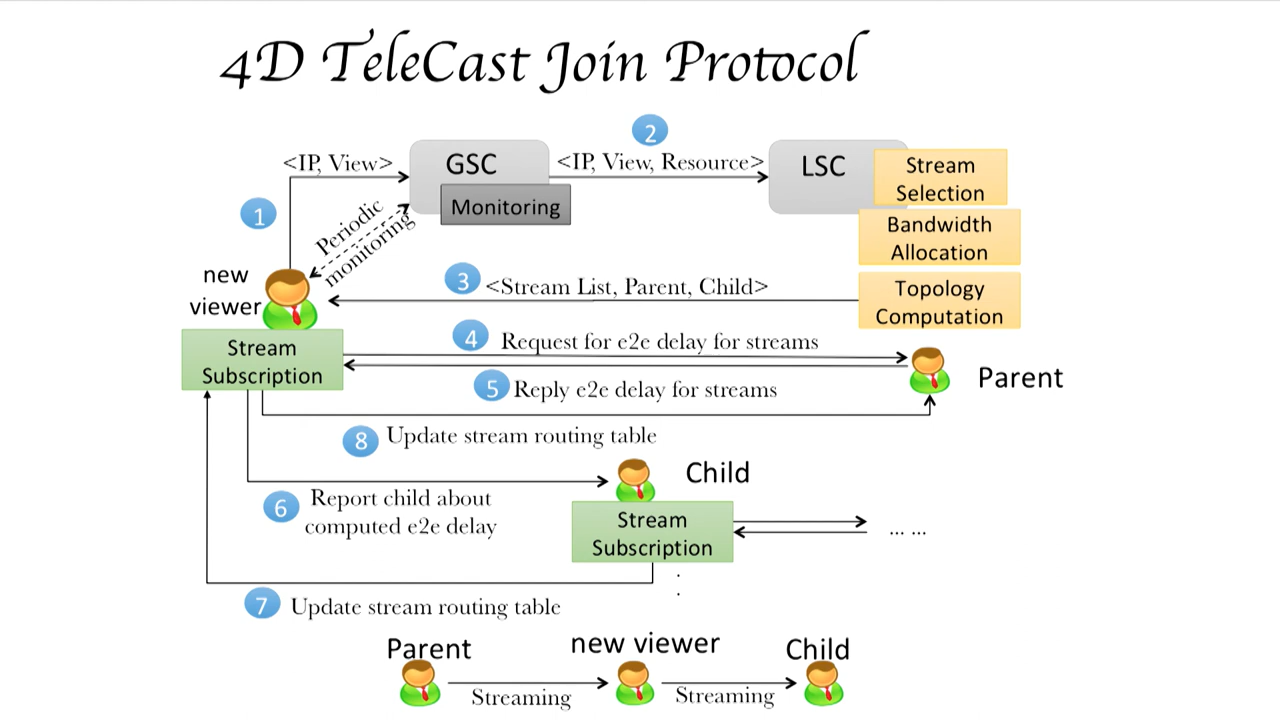 4D TeleCast Join Protocol
2
<IP, View>
GSC
<IP, View, Resource>
LSC
Stream
Selection
Monitoring
1
Periodic
monitoring
Bandwidth
Allocation
new
viewer
3
<Stream List, Parent, Child>
Topology
Computation
Stream
Subscription
4
Request for e2e delay for streams
Parent
5
Reply e2e delay for streams
8
Update stream routing table
Child
6
Report child about
computed e2e delay
Stream
Subscription
... ...
.
.
7
Update stream routing table
Parent
new viewer
Child
Streaming
Streaming